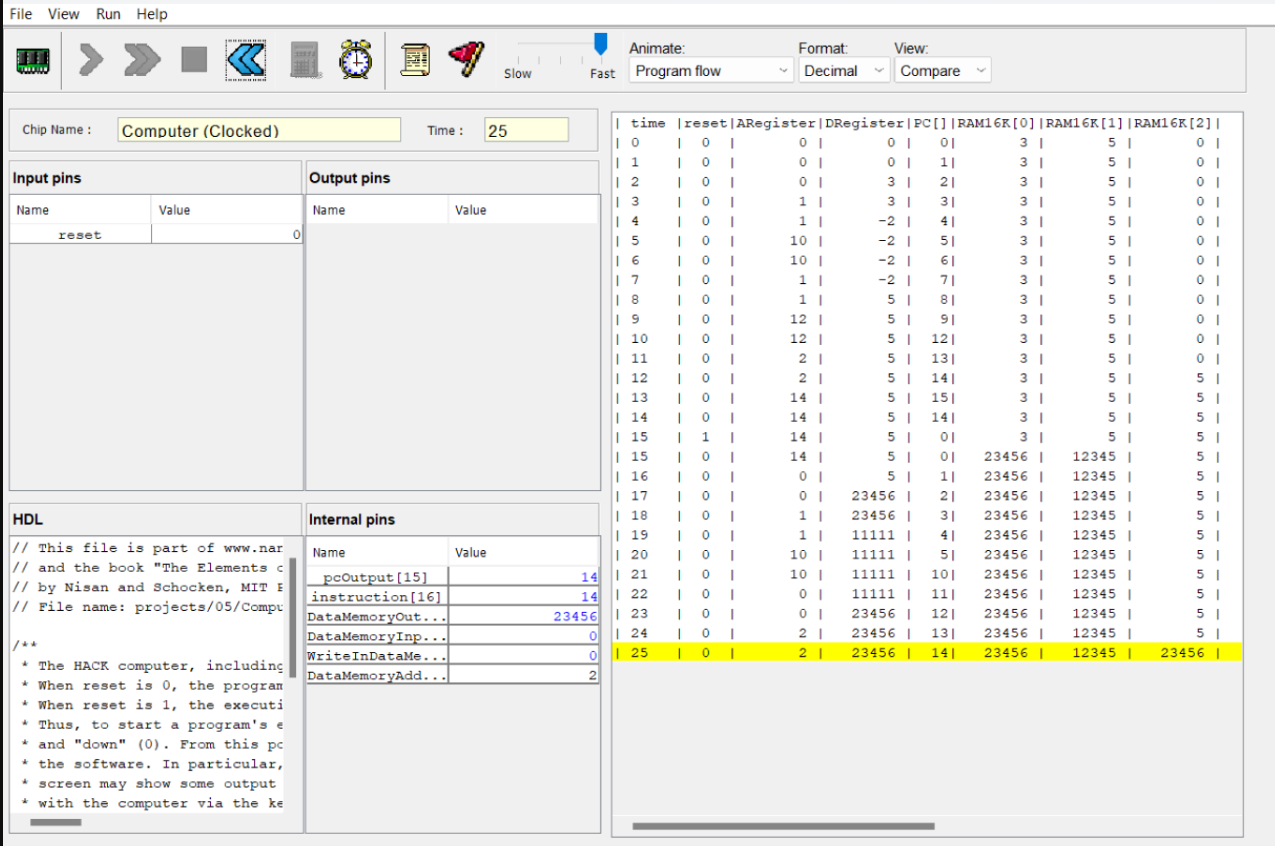 File View Run Help
Slow Fast
Animate: Format: View:
Program flow Decimal Compare
Chip Name : Computer (Clocked) Time : 25
Input pins
Name Value
reset 0
Output pins
Name Value
HDL
// This file is part of www.nar
// and the book "The Elements o
// by Nisan and Schocken, MIT P
// File name: projects/05/Compu
/**
* The HACK computer, including
* When reset is 0, the program
* When reset is 1, the executi
* Thus, to start a program's e
* and "down" (0). From this po
* the software. In particular,
* screen may show some output
* with the computer via the ke
Internal pins
Name Value
pcOutput[15] 14
instruction[16] 14
DataMemoryOut... 23456
DataMemoryInp... 0
WriteInDataMe... 0
DataMemoryAdd... 2
| time |reset|ARegister|DRegister|PC[]|RAM16K[0]|RAM16K[1]|RAM16K[2]|
| 0 | 0 | 0 | 0 | 0| 3 | 5 | 0 |
| 1 | 0 | 0 | 0 | 1| 3 | 5 | 0 |
| 2 | 0 | 0 | 3 | 2| 3 | 5 | 0 |
| 3 | 0 | 1 | 3 | 3| 3 | 5 | 0 |
| 4 | 0 | 1 | -2 | 4| 3 | 5 | 0 |
| 5 | 0 | 10 | -2 | 5| 3 | 5 | 0 |
| 6 | 0 | 10 | -2 | 6| 3 | 5 | 0 |
| 7 | 0 | 1 | -2 | 7| 3 | 5 | 0 |
| 8 | 0 | 1 | 5 | 8| 3 | 5 | 0 |
| 9 | 0 | 12 | 5 | 9| 3 | 5 | 0 |
| 10 | 0 | 12 | 5 | 12| 3 | 5 | 0 |
| 11 | 0 | 2 | 5 | 13| 3 | 5 | 0 |
| 12 | 0 | 2 | 5 | 14| 3 | 5 | 5 |
| 13 | 0 | 14 | 5 | 15| 3 | 5 | 5 |
| 14 | 0 | 14 | 5 | 14| 3 | 5 | 5 |
| 15 | 1 | 14 | 5 | 0| 3 | 5 | 5 |
| 15 | 0 | 14 | 5 | 0| 23456 | 12345 | 5 |
| 16 | 0 | 0 | 5 | 1| 23456 | 12345 | 5 |
| 17 | 0 | 0 | 23456 | 2| 23456 | 12345 | 5 |
| 18 | 0 | 1 | 23456 | 3| 23456 | 12345 | 5 |
| 19 | 0 | 1 | 11111 | 4| 23456 | 12345 | 5 |
| 20 | 0 | 10 | 11111 | 5| 23456 | 12345 | 5 |
| 21 | 0 | 10 | 11111 | 10| 23456 | 12345 | 5 |
| 22 | 0 | 0 | 11111 | 11| 23456 | 12345 | 5 |
| 23 | 0 | 0 | 23456 | 12| 23456 | 12345 | 5 |
| 24 | 0 | 2 | 23456 | 13| 23456 | 12345 | 5 |
| 25 | 0 | 2 | 23456 | 14| 23456 | 12345 | 23456 |